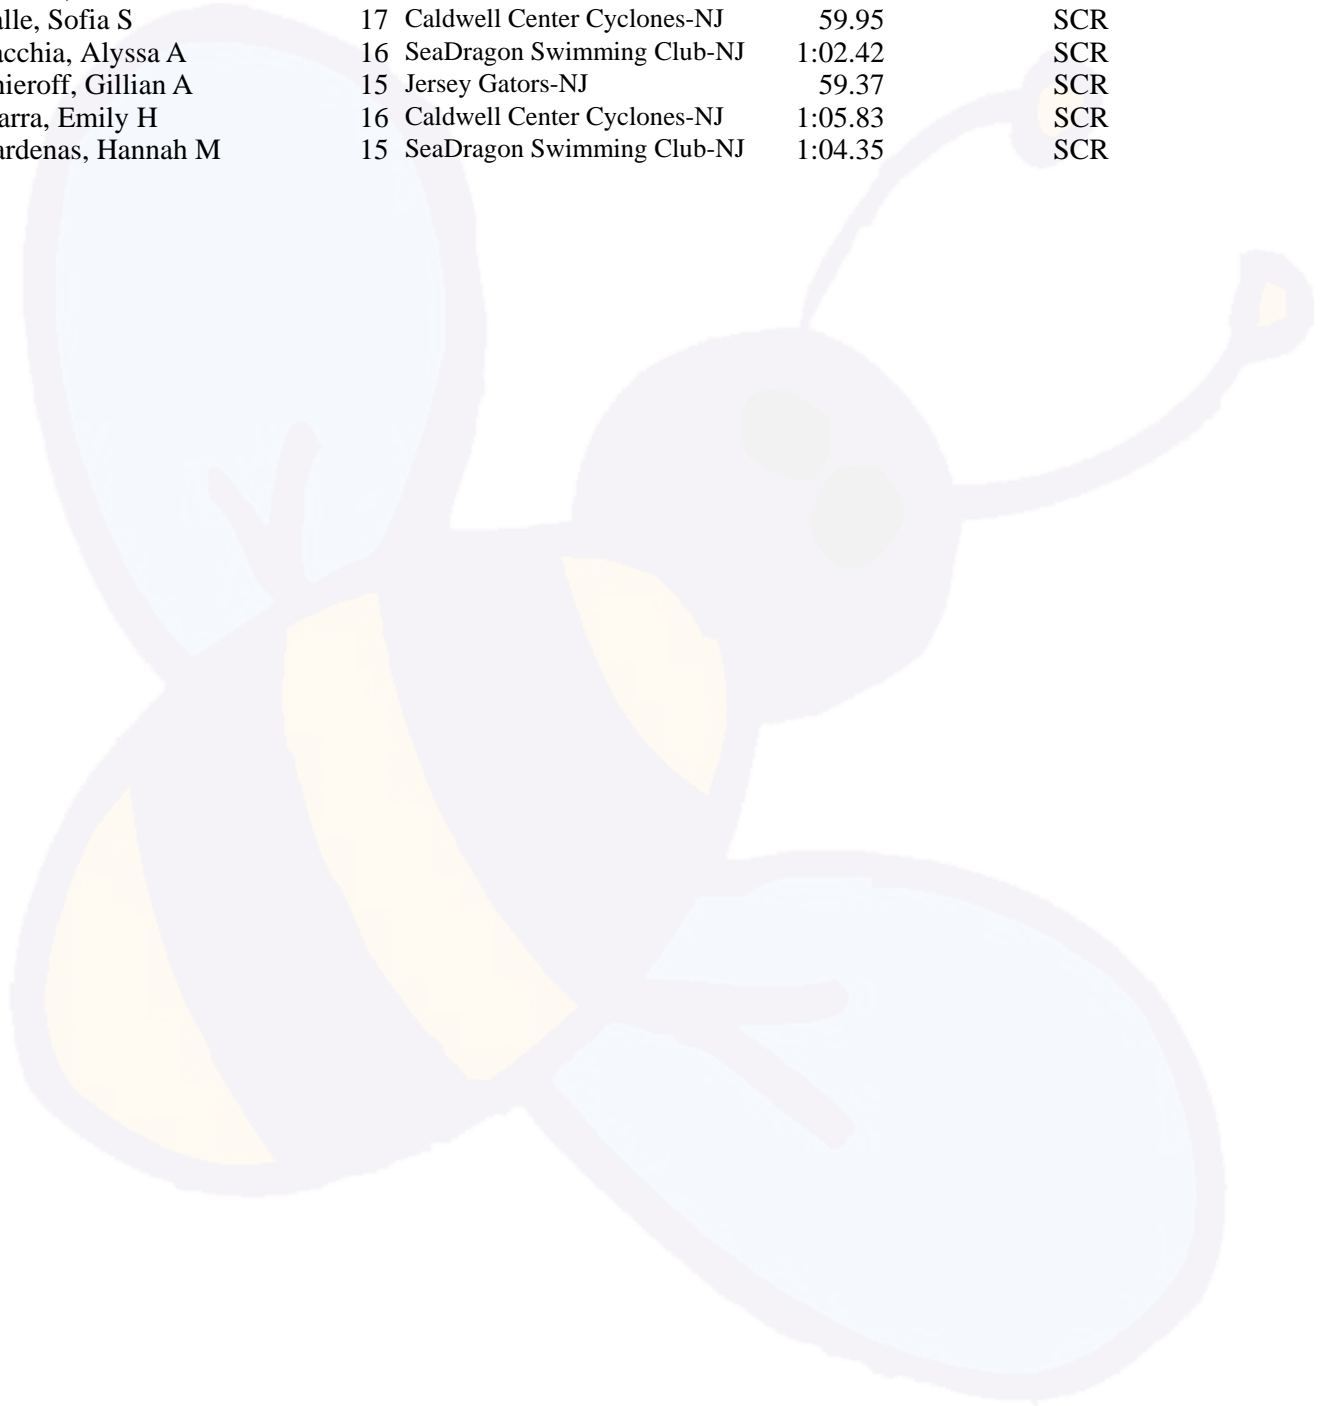 alle, Sofia S 17 Caldwell Center Cyclones-NJ 59.95 SCR
acchia, Alyssa A 16 SeaDragon Swimming Club-NJ 1:02.42 SCR
nieroff, Gillian A 15 Jersey Gators-NJ 59.37 SCR
arra, Emily H 16 Caldwell Center Cyclones-NJ 1:05.83 SCR
ardenas, Hannah M 15 SeaDragon Swimming Club-NJ 1:04.35 SCR